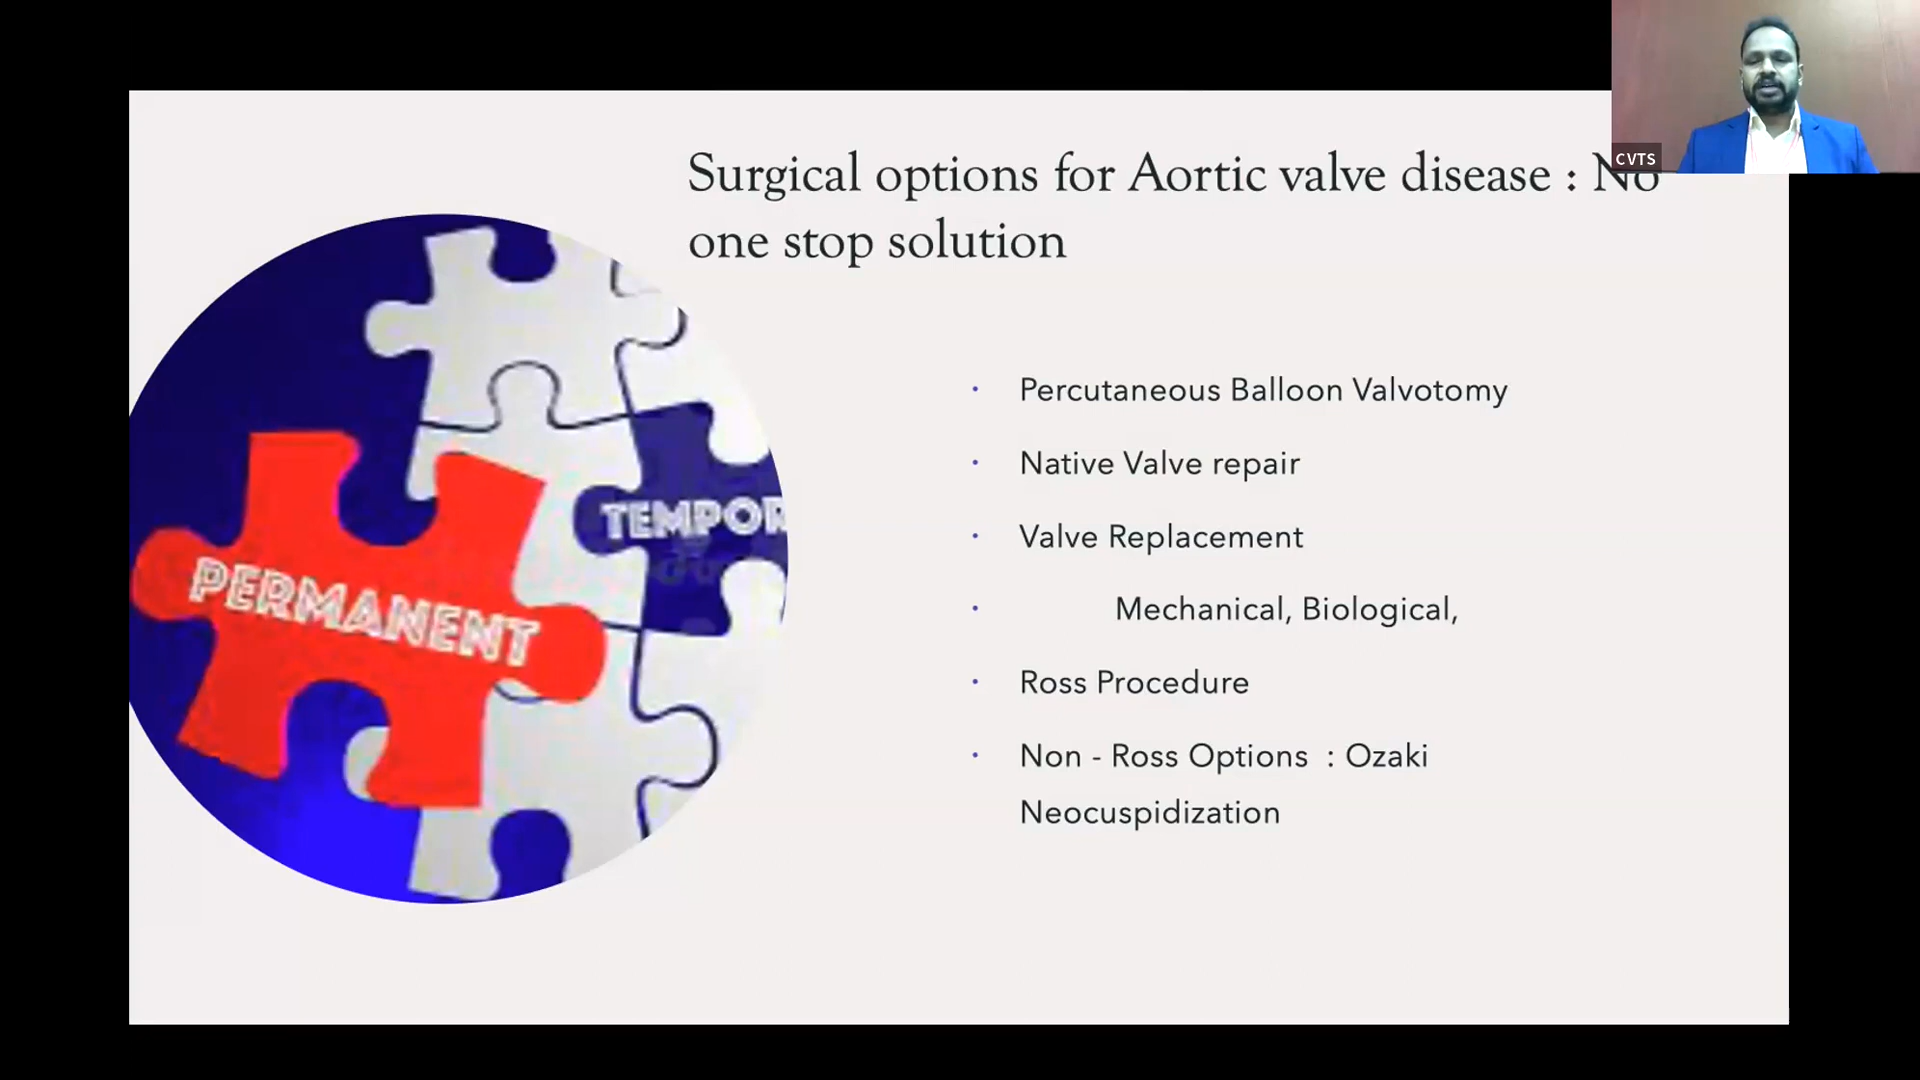 CVTS
Surgical options for Aortic valve disease : No
one stop solution
PERMANENT
TEMPOR
• Percutaneous Balloon Valvotomy
• Native Valve repair
• Valve Replacement
• Mechanical, Biological,
• Ross Procedure
• Non - Ross Options : Ozaki
Neocuspidization